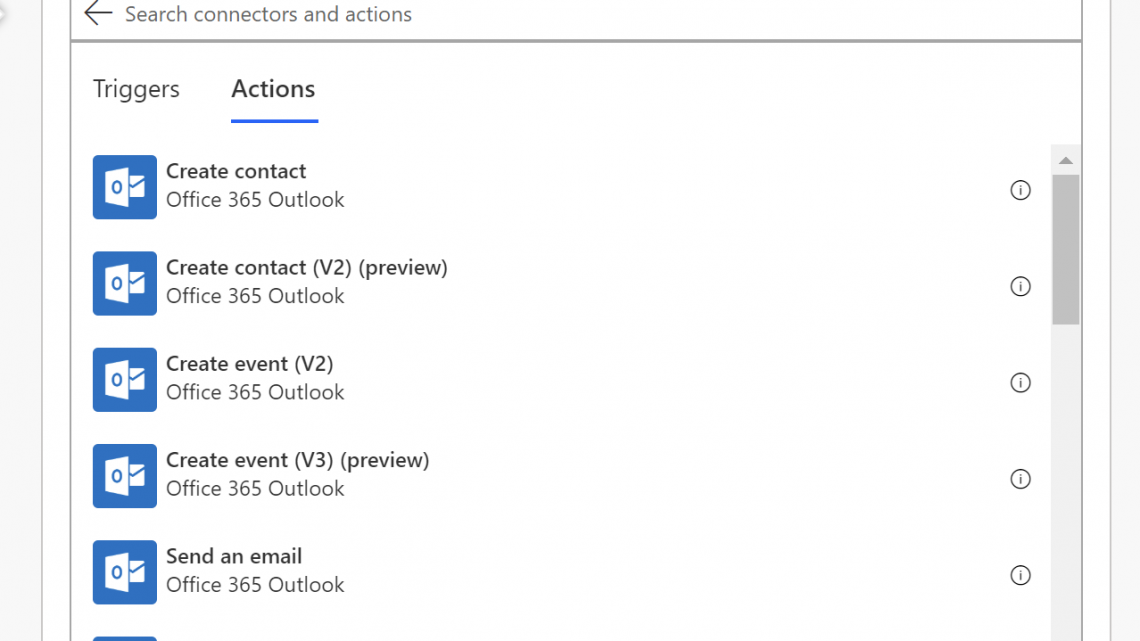 Search connectors and actions
Triggers
Actions
Create contact
Office 365 Outlook
Create contact (V2) (preview)
Office 365 Outlook
Create event (V2)
Office 365 Outlook
Create event (V3) (preview)
Office 365 Outlook
Send an email
Office 365 Outlook